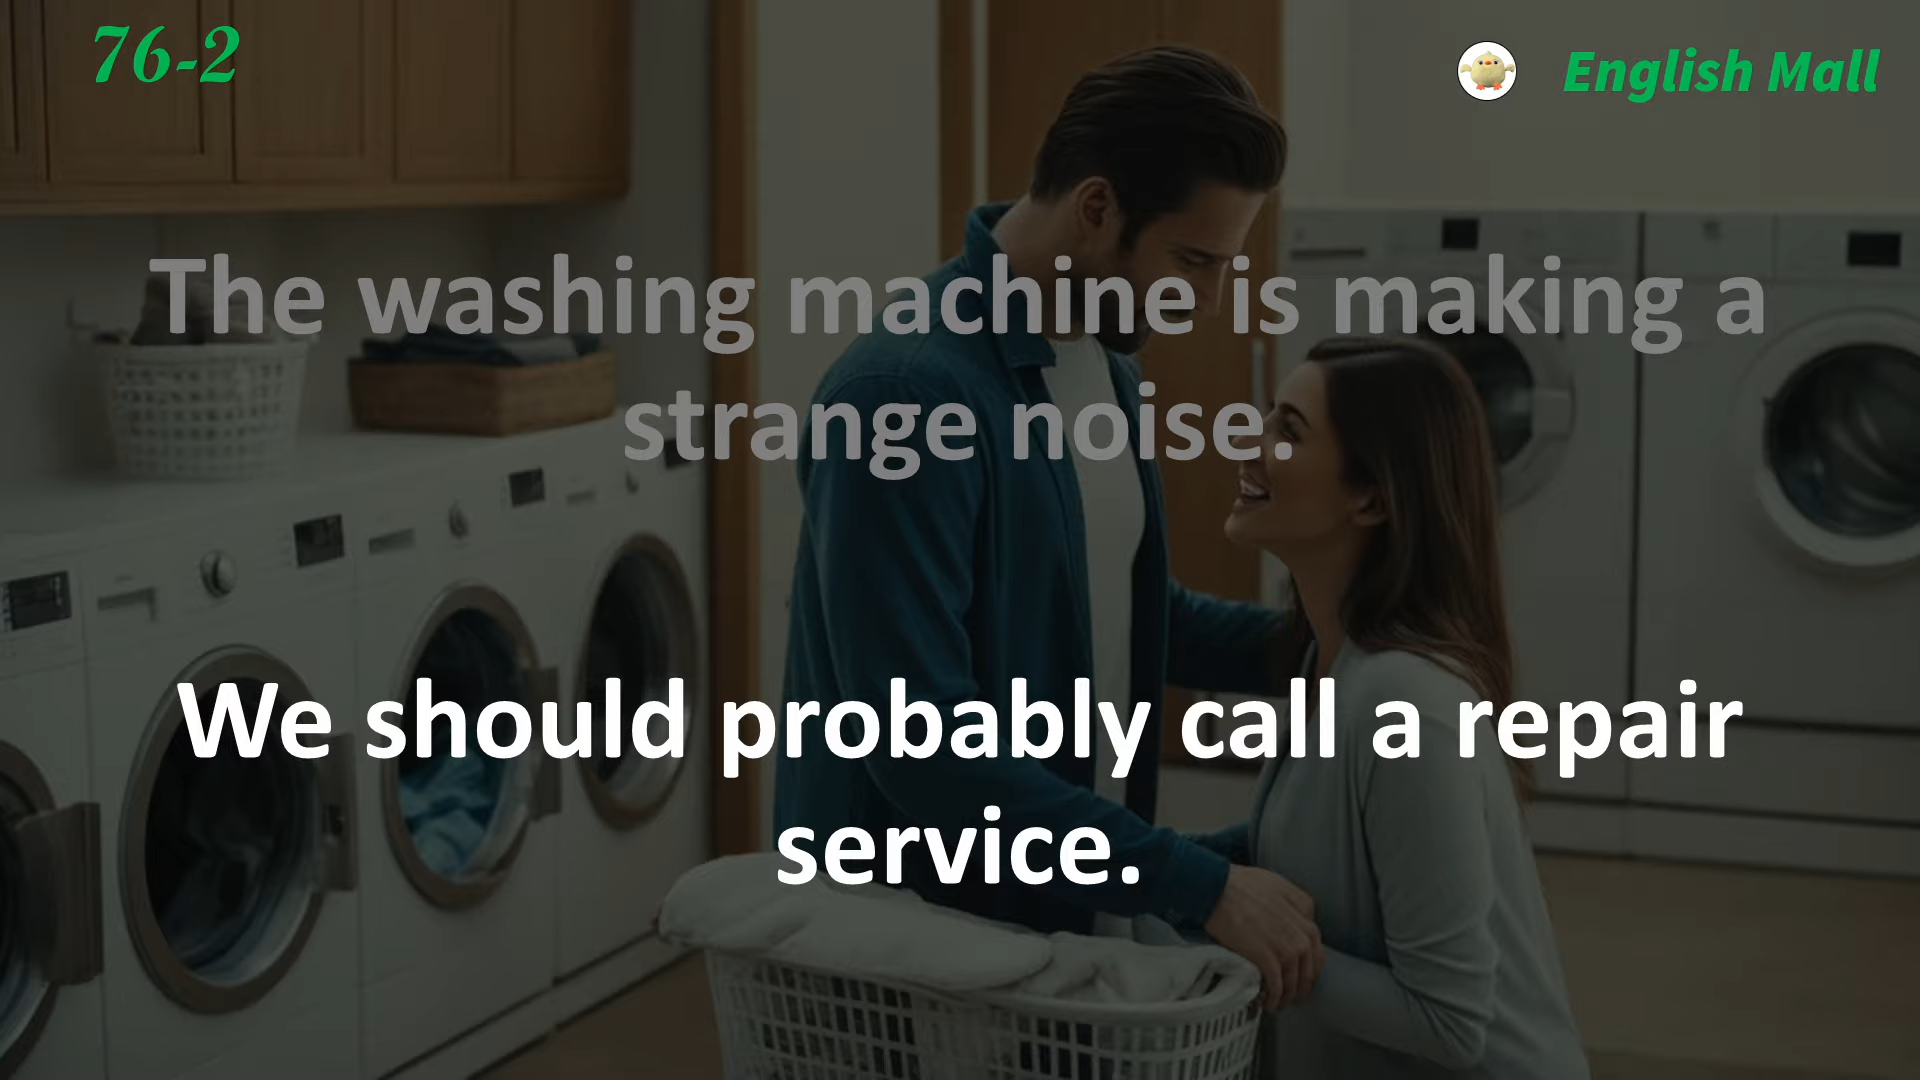 76-2
English Mall
The washing machine is making a
strange noise.
We should probably call a repair
service.